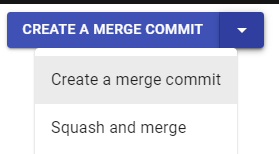 CREATE A MERGE COMMIT
Create a merge commit
Squash and merge